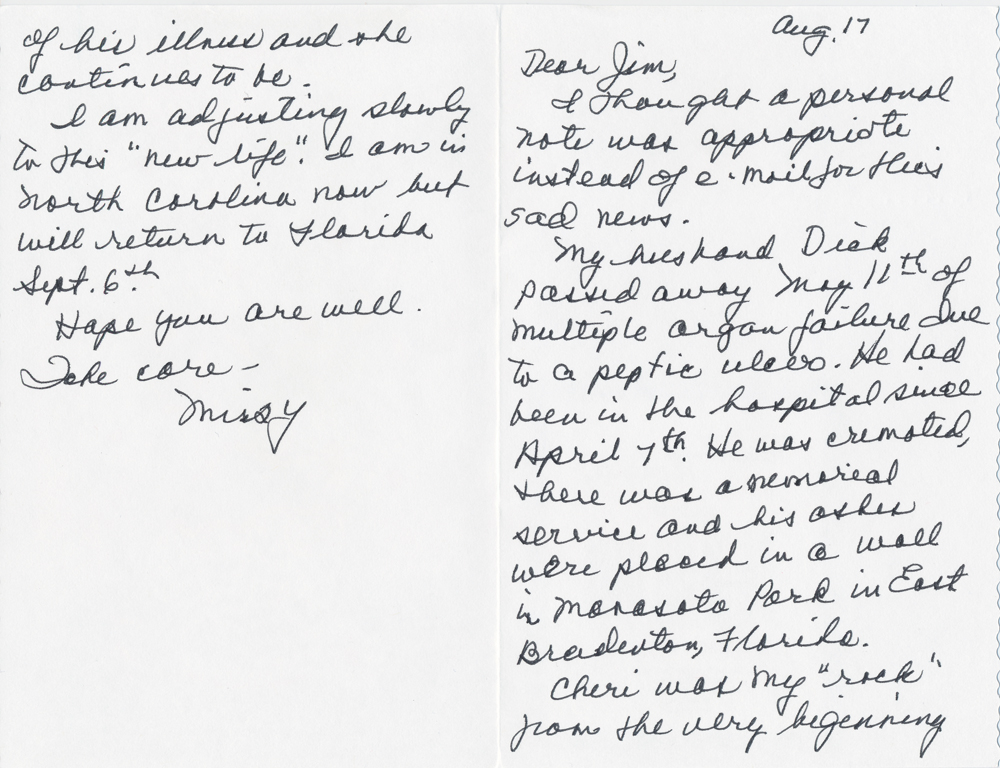 Aug. 17
Dear Jim,
I thought a personal
note was appropriate
instead of e-mail for this
sad news.
My husband Dick
passed away May 11th of
multiple organ failure due
to a peptic ulcer. He had
been in the hospital since
April 7th. He was cremated,
there was a memorial
service and his ashes
were placed in a wall
in Manasota Park in East
Bradenton, Florida.
Cheri was my "rock"
from the very beginning
of his illness and she
continues to be.
I am adjusting slowly
to this "new life". I am in
North Carolina now but
will return to Florida
Sept. 6th.
Hope you are well.
Take care -
Missy